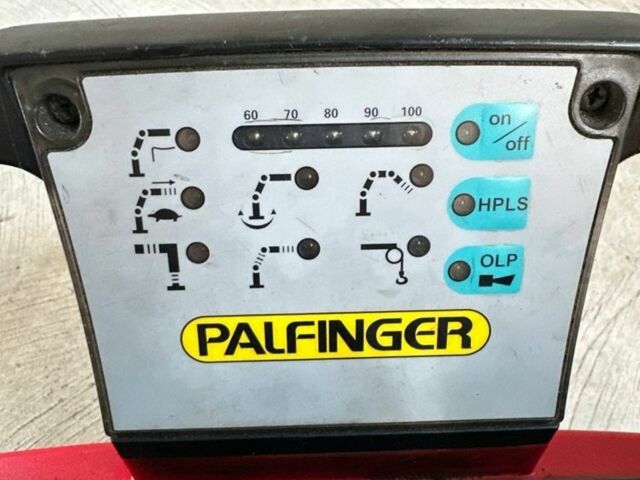 60 70 80 90 100
on/off
HPLS
OLP
PALFINGER